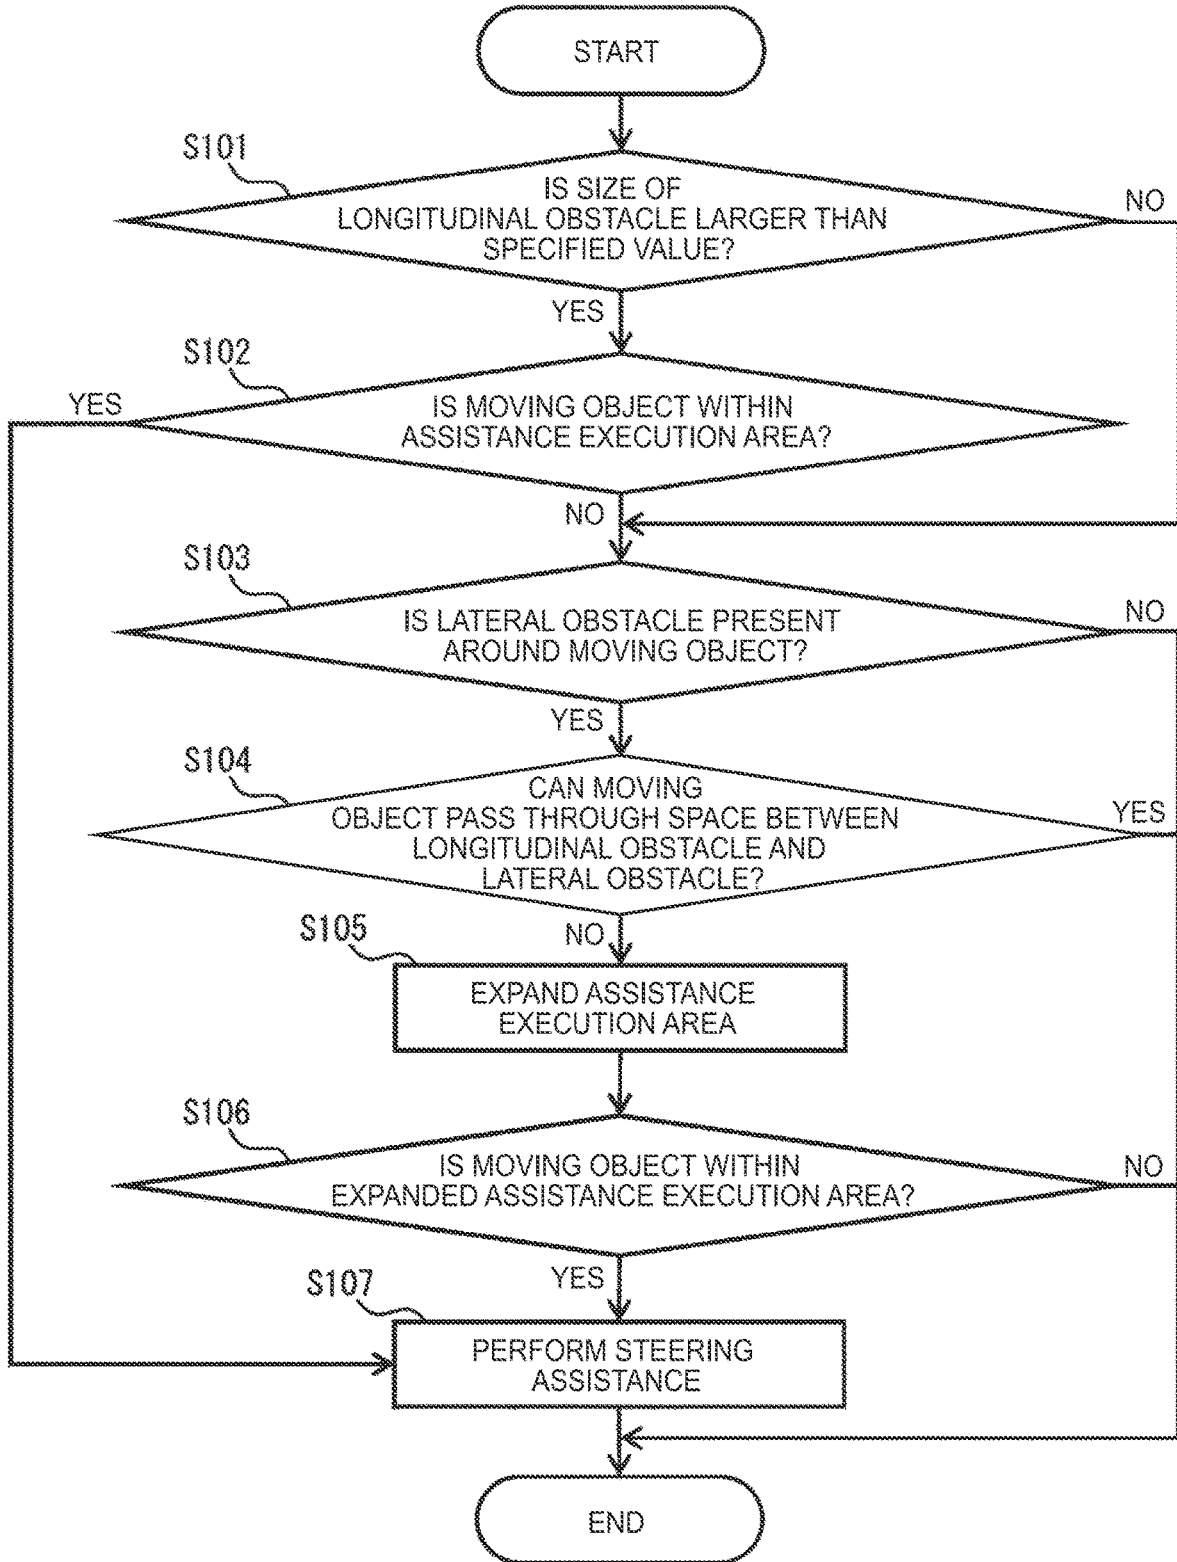 START
S101
IS SIZE OF
LONGITUDINAL OBSTACLE LARGER THAN
SPECIFIED VALUE?
NO
YES
S102
YES
IS MOVING OBJECT WITHIN
ASSISTANCE EXECUTION AREA?
NO
S103
IS LATERAL OBSTACLE PRESENT
AROUND MOVING OBJECT?
NO
YES
S104
CAN MOVING
OBJECT PASS THROUGH SPACE BETWEEN
LONGITUDINAL OBSTACLE AND
LATERAL OBSTACLE?
YES
NO
S105
EXPAND ASSISTANCE
EXECUTION AREA
S106
IS MOVING OBJECT WITHIN
EXPANDED ASSISTANCE EXECUTION AREA?
NO
YES
S107
PERFORM STEERING
ASSISTANCE
END